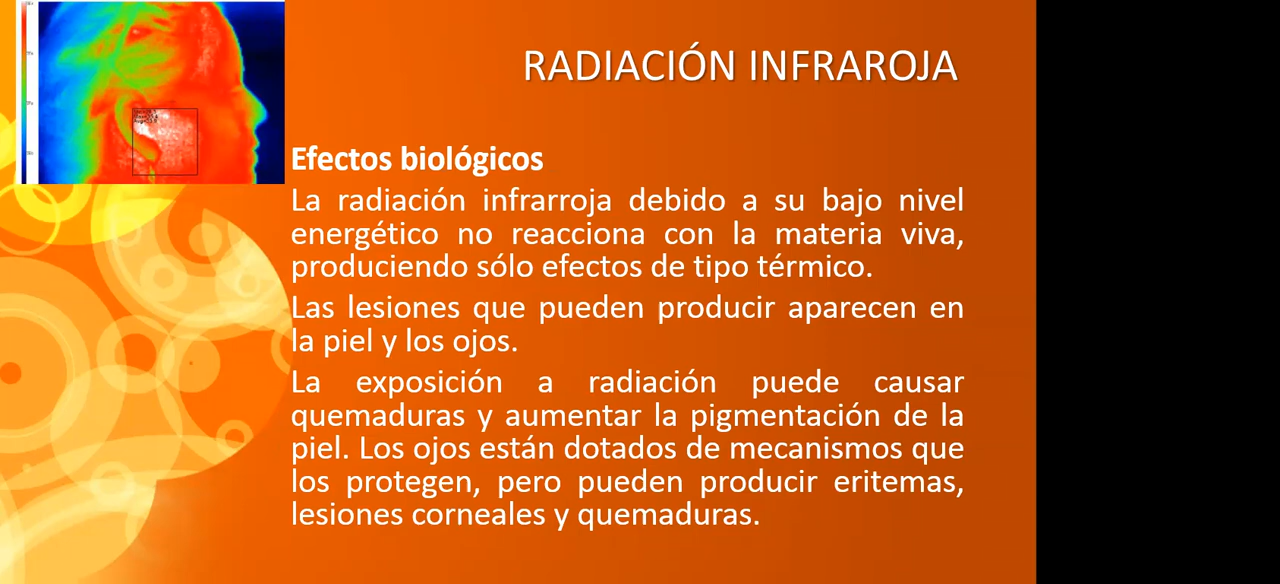 RADIACIÓN INFRAROJA
Efectos biológicos
La radiación infrarroja debido a su bajo nivel
energético no reacciona con la materia viva,
produciendo sólo efectos de tipo térmico.
Las lesiones que pueden producir aparecen en
la piel y los ojos.
La exposición a radiación puede causar
quemaduras y aumentar la pigmentación de la
piel. Los ojos están dotados de mecanismos que
los protegen, pero pueden producir eritemas,
lesiones corneales y quemaduras.